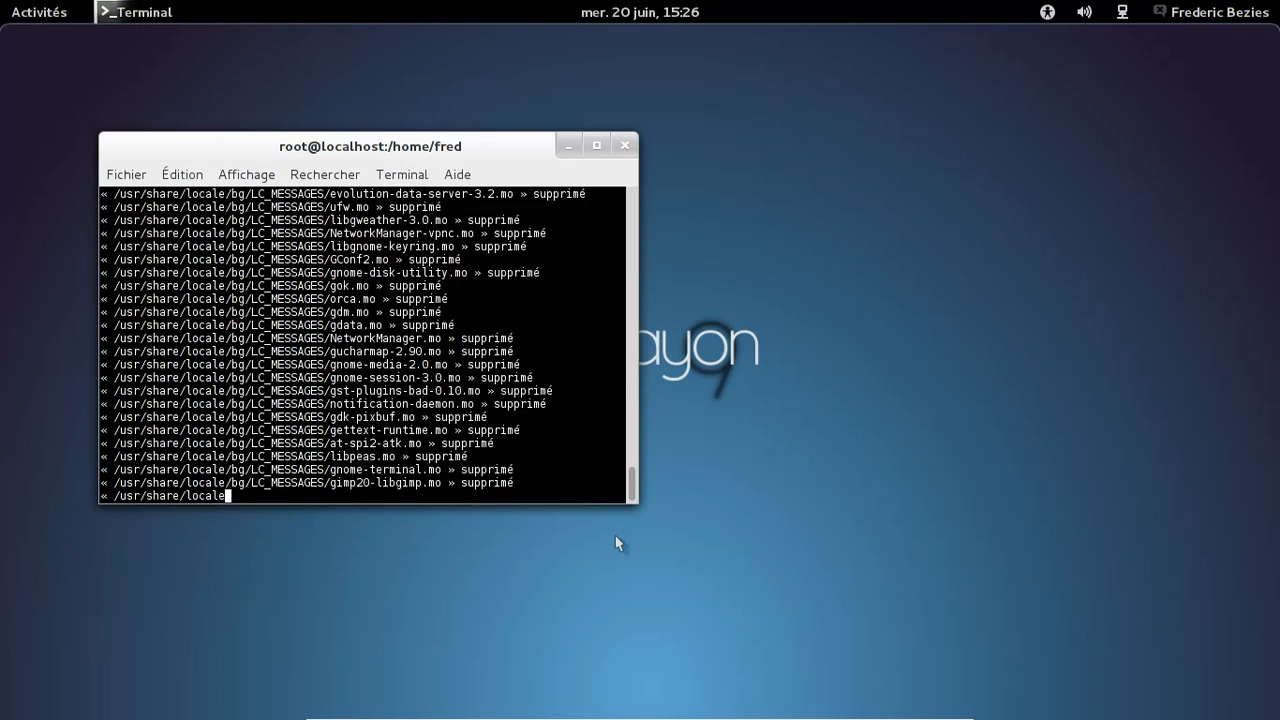 Activités
>_Terminal
mer. 20 juin, 15:26
Frederic Bezies
root@localhost:/home/fred
Fichier Édition Affichage Rechercher Terminal Aide
« /usr/share/locale/bg/LC_MESSAGES/evolution-data-server-3.2.mo » supprimé
« /usr/share/locale/bg/LC_MESSAGES/ufw.mo » supprimé
« /usr/share/locale/bg/LC_MESSAGES/libgweather-3.0.mo » supprimé
« /usr/share/locale/bg/LC_MESSAGES/NetworkManager-vpnc.mo » supprimé
« /usr/share/locale/bg/LC_MESSAGES/libgnome-keyring.mo » supprimé
« /usr/share/locale/bg/LC_MESSAGES/GConf2.mo » supprimé
« /usr/share/locale/bg/LC_MESSAGES/gnome-disk-utility.mo » supprimé
« /usr/share/locale/bg/LC_MESSAGES/gok.mo » supprimé
« /usr/share/locale/bg/LC_MESSAGES/orca.mo » supprimé
« /usr/share/locale/bg/LC_MESSAGES/gdm.mo » supprimé
« /usr/share/locale/bg/LC_MESSAGES/gdata.mo » supprimé
« /usr/share/locale/bg/LC_MESSAGES/NetworkManager.mo » supprimé
« /usr/share/locale/bg/LC_MESSAGES/gucharmap-2.90.mo » supprimé
« /usr/share/locale/bg/LC_MESSAGES/gnome-media-2.0.mo » supprimé
« /usr/share/locale/bg/LC_MESSAGES/gnome-session-3.0.mo » supprimé
« /usr/share/locale/bg/LC_MESSAGES/gst-plugins-bad-0.10.mo » supprimé
« /usr/share/locale/bg/LC_MESSAGES/notification-daemon.mo » supprimé
« /usr/share/locale/bg/LC_MESSAGES/gdk-pixbuf.mo » supprimé
« /usr/share/locale/bg/LC_MESSAGES/gettext-runtime.mo » supprimé
« /usr/share/locale/bg/LC_MESSAGES/at-spi2-atk.mo » supprimé
« /usr/share/locale/bg/LC_MESSAGES/libpeas.mo » supprimé
« /usr/share/locale/bg/LC_MESSAGES/gnome-terminal.mo » supprimé
« /usr/share/locale/bg/LC_MESSAGES/gimp20-libgimp.mo » supprimé
« /usr/share/locale
ayon
9